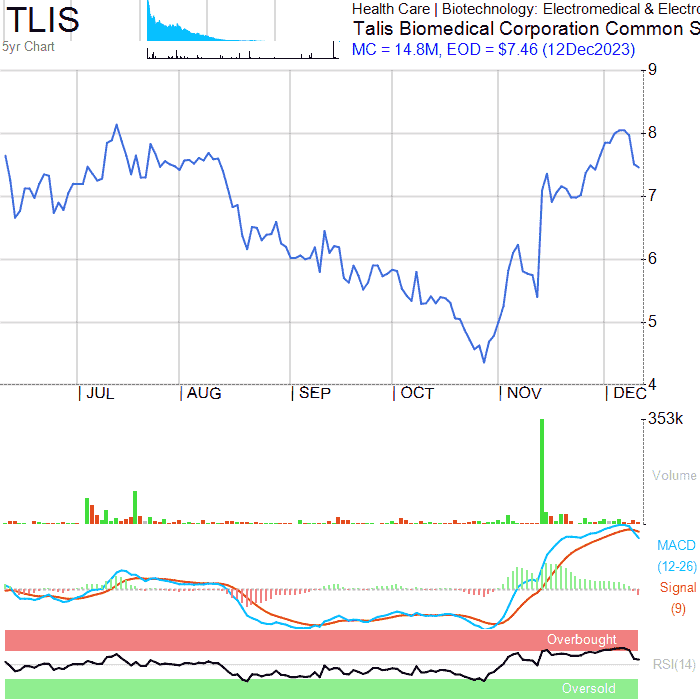 TLIS
5yr Chart
Health Care | Biotechnology: Electromedical & Electro
Talis Biomedical Corporation Common S
MC = 14.8M, EOD = $7.46 (12Dec2023)
9
8
7
6
5
4
| JUL | AUG | SEP | OCT | NOV | DEC
353k
Volume
MACD
(12-26)
Signal
(9)
Overbought
RSI(14)
Oversold